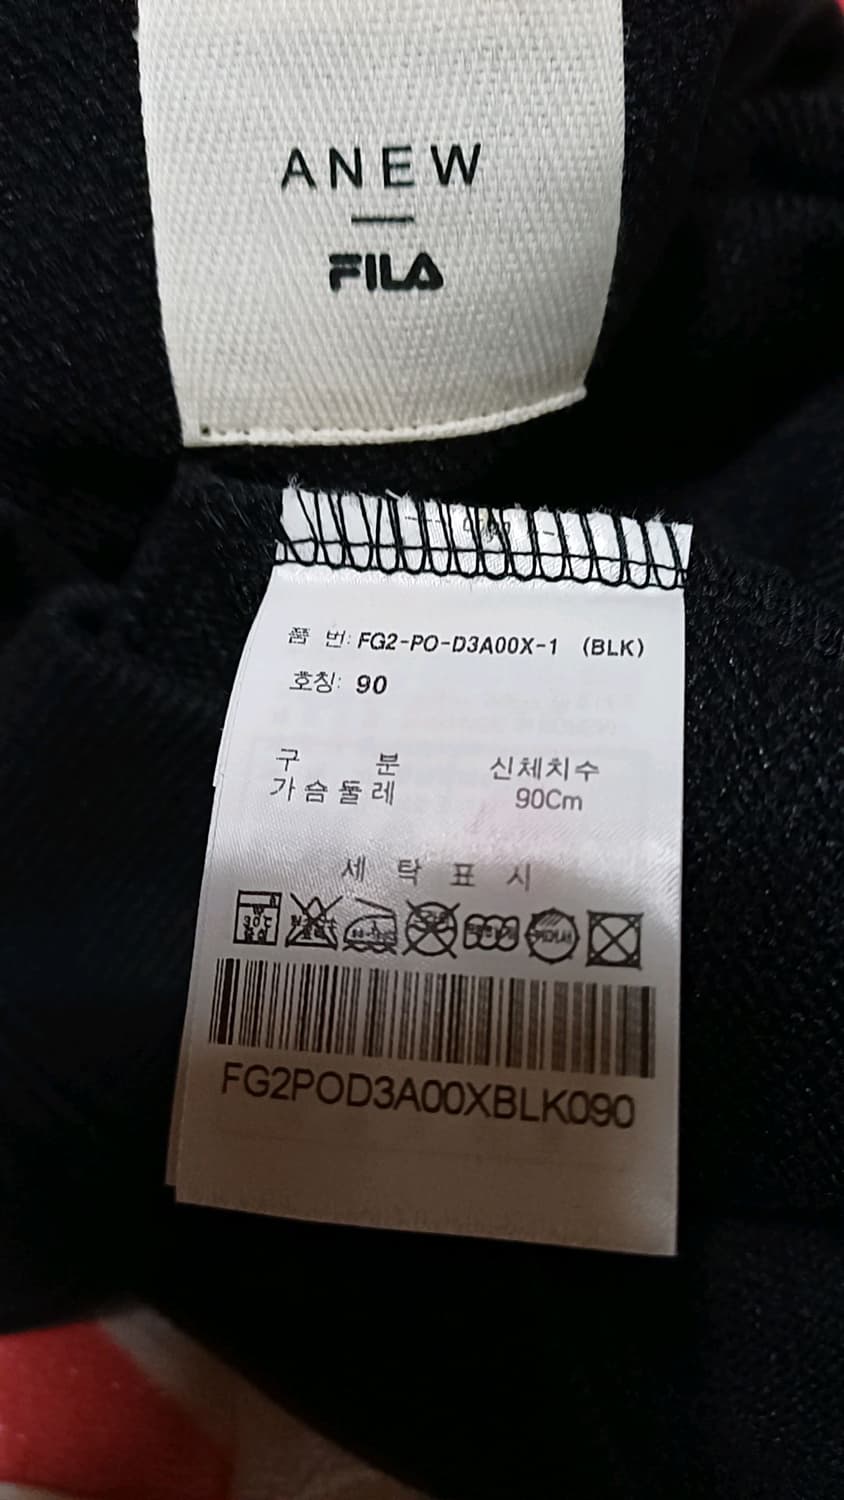 ANEW
FILA
품 번: FG2-PO-D3A00X-1 (BLK)
호칭: 90
구 분 신체치수
가슴둘레 90Cm
세 탁 표 시
30℃
FG2POD3A00XBLK090